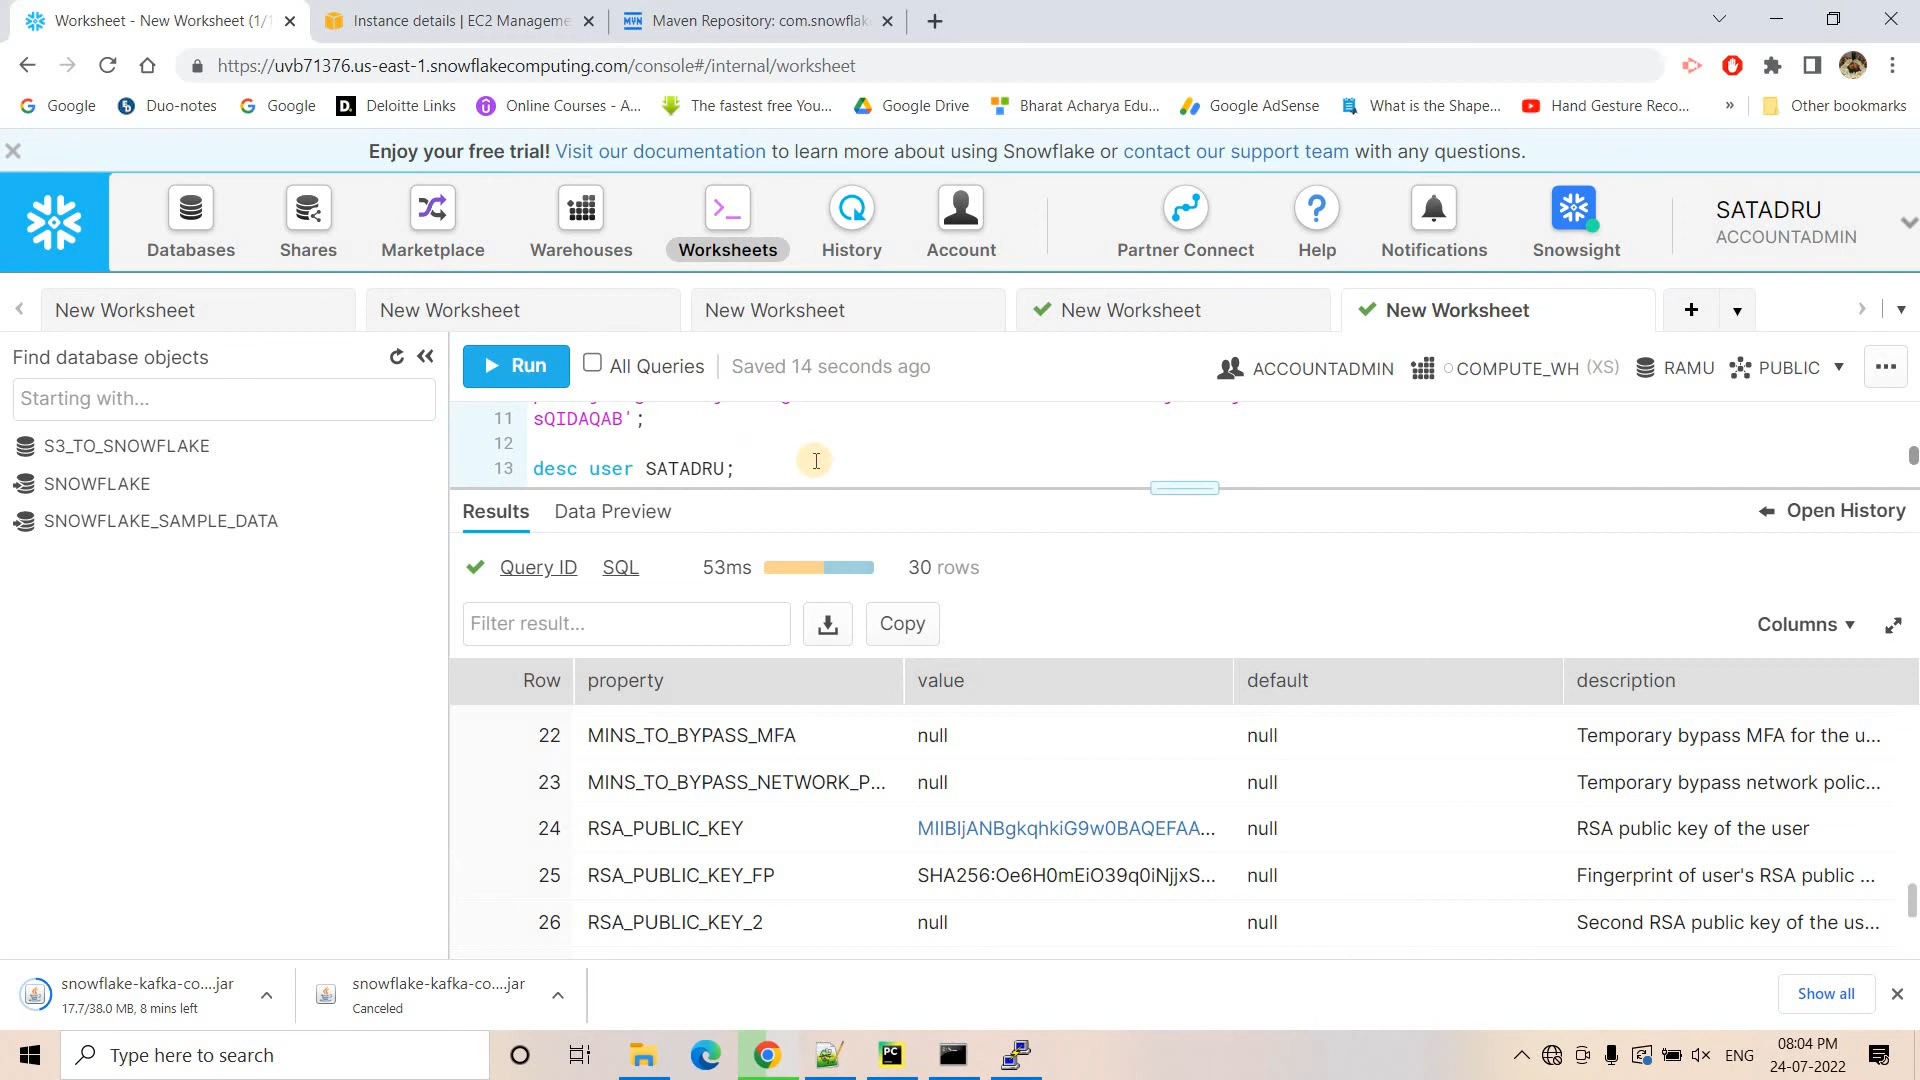 Worksheet - New Worksheet (1/1
Instance details | EC2 Manageme
MVN
Maven Repository: com.snowflak
https://uvb71376.us-east-1.snowflakecomputing.com/console#/internal/worksheet
Google
Duo-notes
Google
Deloitte Links
Online Courses - A...
The fastest free You...
Google Drive
Bharat Acharya Edu...
Google AdSense
What is the Shape...
Hand Gesture Reco...
»
Other bookmarks
Enjoy your free trial! Visit our documentation to learn more about using Snowflake or contact our support team with any questions.
Databases
Shares
Marketplace
Warehouses
Worksheets
History
Account
Partner Connect
Help
Notifications
Snowsight
SATADRU
ACCOUNTADMIN
New Worksheet
New Worksheet
New Worksheet
New Worksheet
New Worksheet
Find database objects
Starting with...
S3_TO_SNOWFLAKE
SNOWFLAKE
SNOWFLAKE_SAMPLE_DATA
Run
All Queries
Saved 14 seconds ago
ACCOUNTADMIN
COMPUTE_WH (XS)
RAMU
PUBLIC
11 sQIDAQAB';
12
13 desc user SATADRU;
Results
Data Preview
Open History
Query ID
SQL
53ms
30 rows
Filter result...
Copy
Columns
Row property value default description
22 MINS_TO_BYPASS_MFA null null Temporary bypass MFA for the u...
23 MINS_TO_BYPASS_NETWORK_P... null null Temporary bypass network polic...
24 RSA_PUBLIC_KEY MIIBIjANBgkqhkiG9w0BAQEFAA... null RSA public key of the user
25 RSA_PUBLIC_KEY_FP SHA256:Oe6H0mEiO39q0iNjjxS... null Fingerprint of user's RSA public ...
26 RSA_PUBLIC_KEY_2 null null Second RSA public key of the us...
snowflake-kafka-co....jar
17.7/38.0 MB, 8 mins left
snowflake-kafka-co....jar
Canceled
Show all
Type here to search
PC
ENG
08:04 PM
24-07-2022